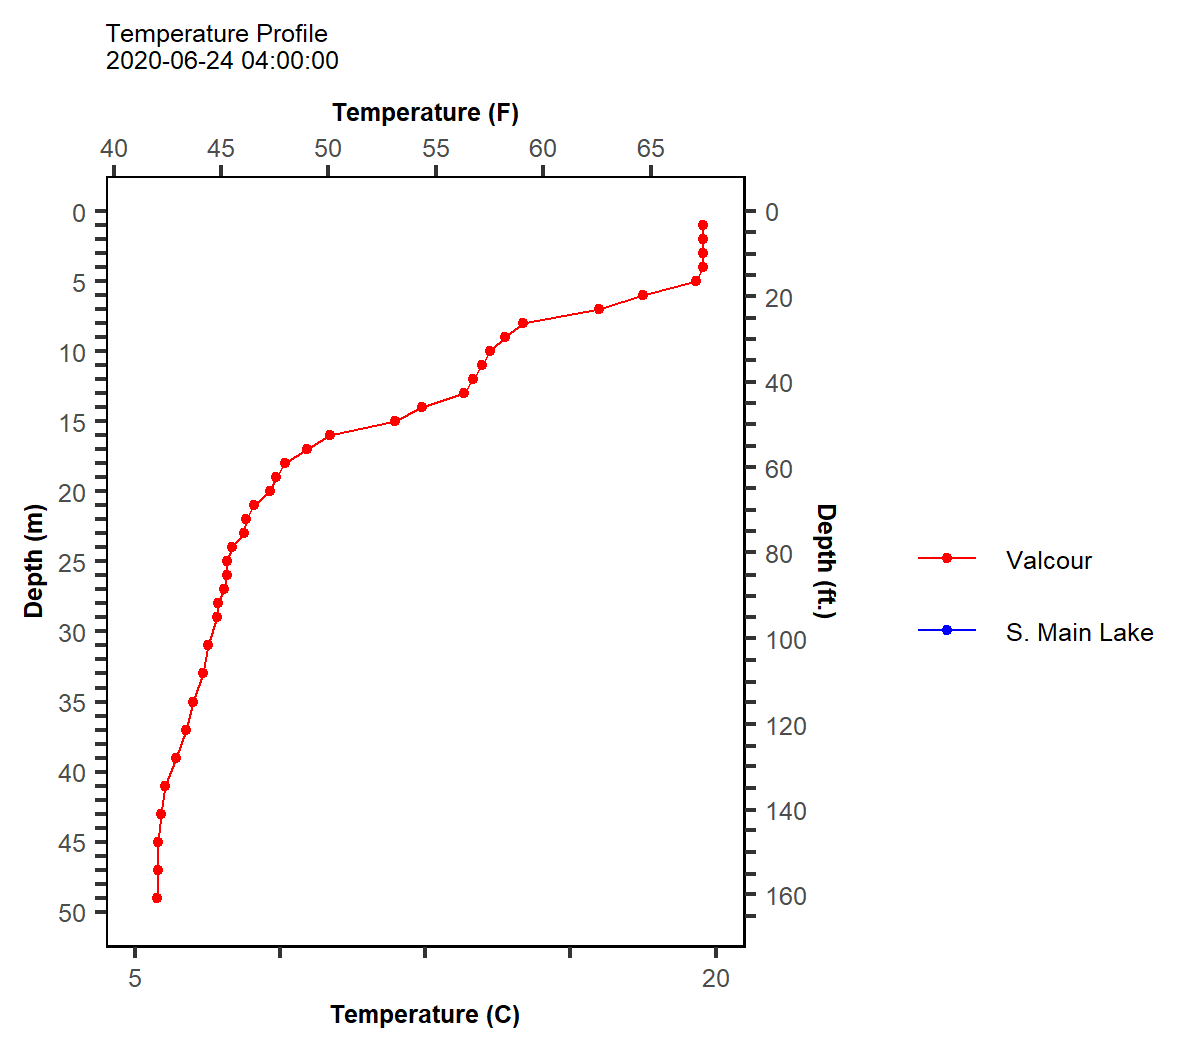 Temperature Profile
2020-06-24 04:00:00
Temperature (F)
40 45 50 55 60 65
0
5
10
15
20
25
30
35
40
45
50
Depth (m)
0
20
40
60
80
100
120
140
160
Depth (ft.)
Valcour
S. Main Lake
5 20
Temperature (C)